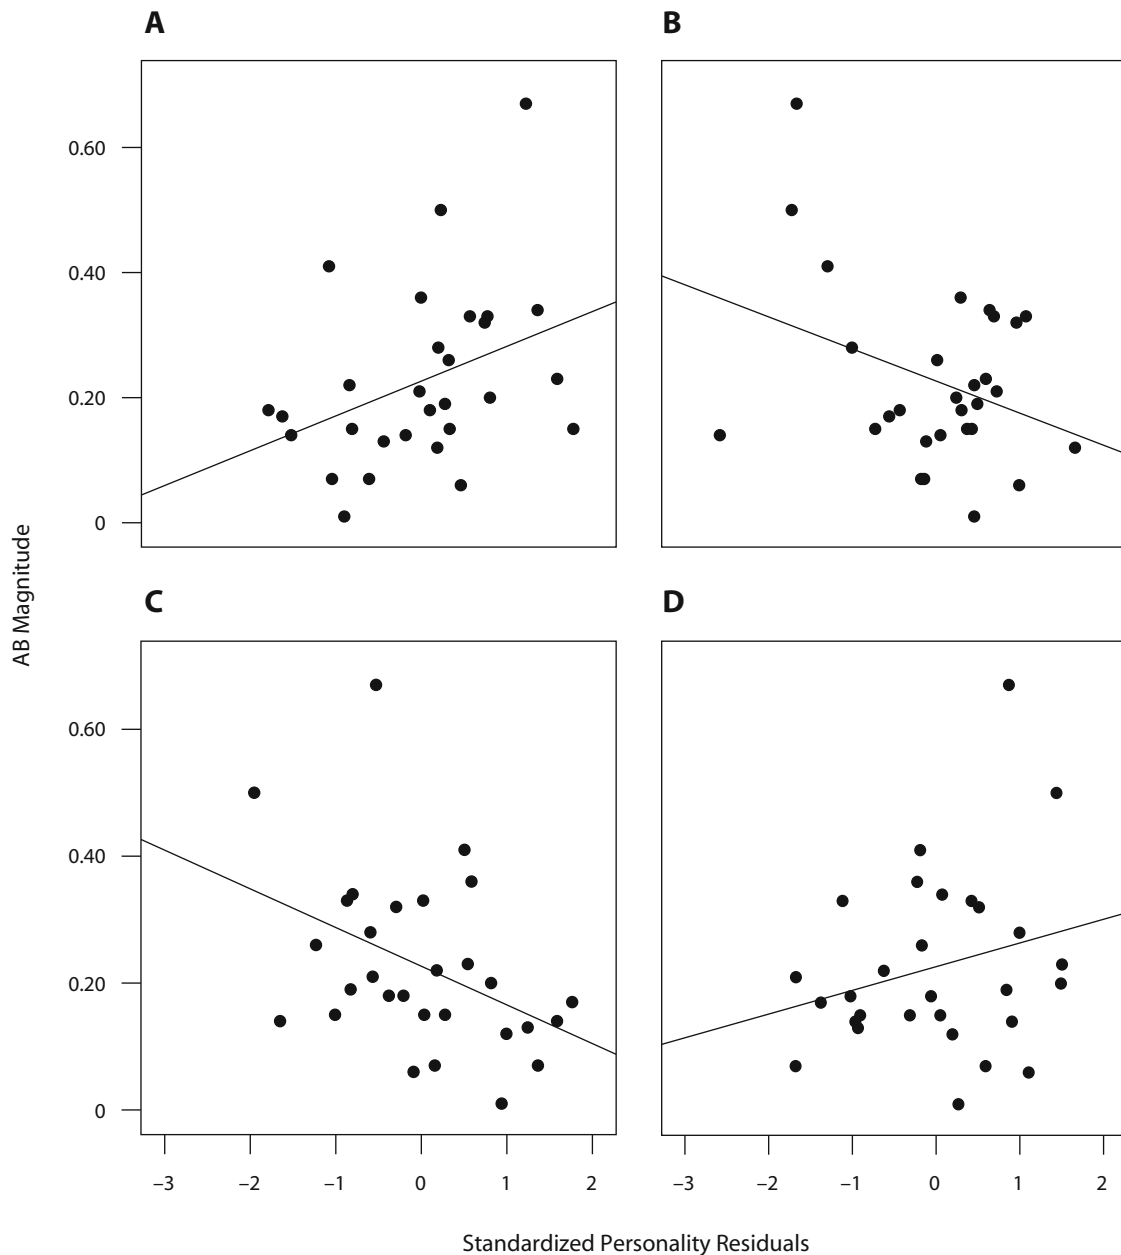 A
B
0.60
0.40
0.20
0
C
D
AB Magnitude
0.60
0.40
0.20
0
–3 –2 –1 0 1 2
–3 –2 –1 0 1 2
Standardized Personality Residuals